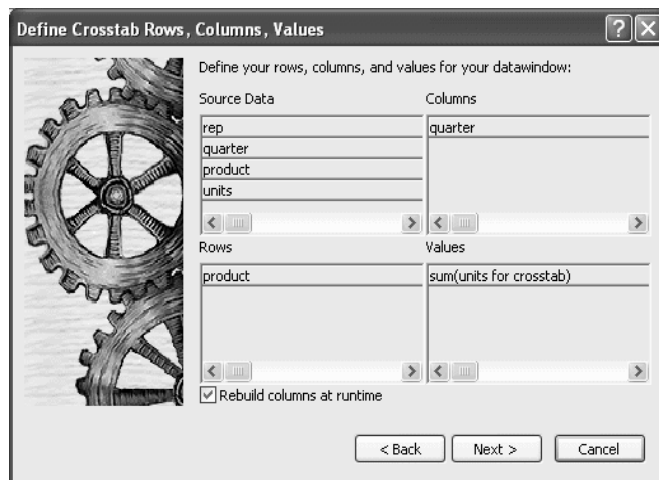 Define Crosstab Rows, Columns, Values
Define your rows, columns, and values for your datawindow:
Source Data
Columns
rep
quarter
product
units
quarter
Rows
Values
product
sum(units for crosstab)
Rebuild columns at runtime
< Back
Next >
Cancel